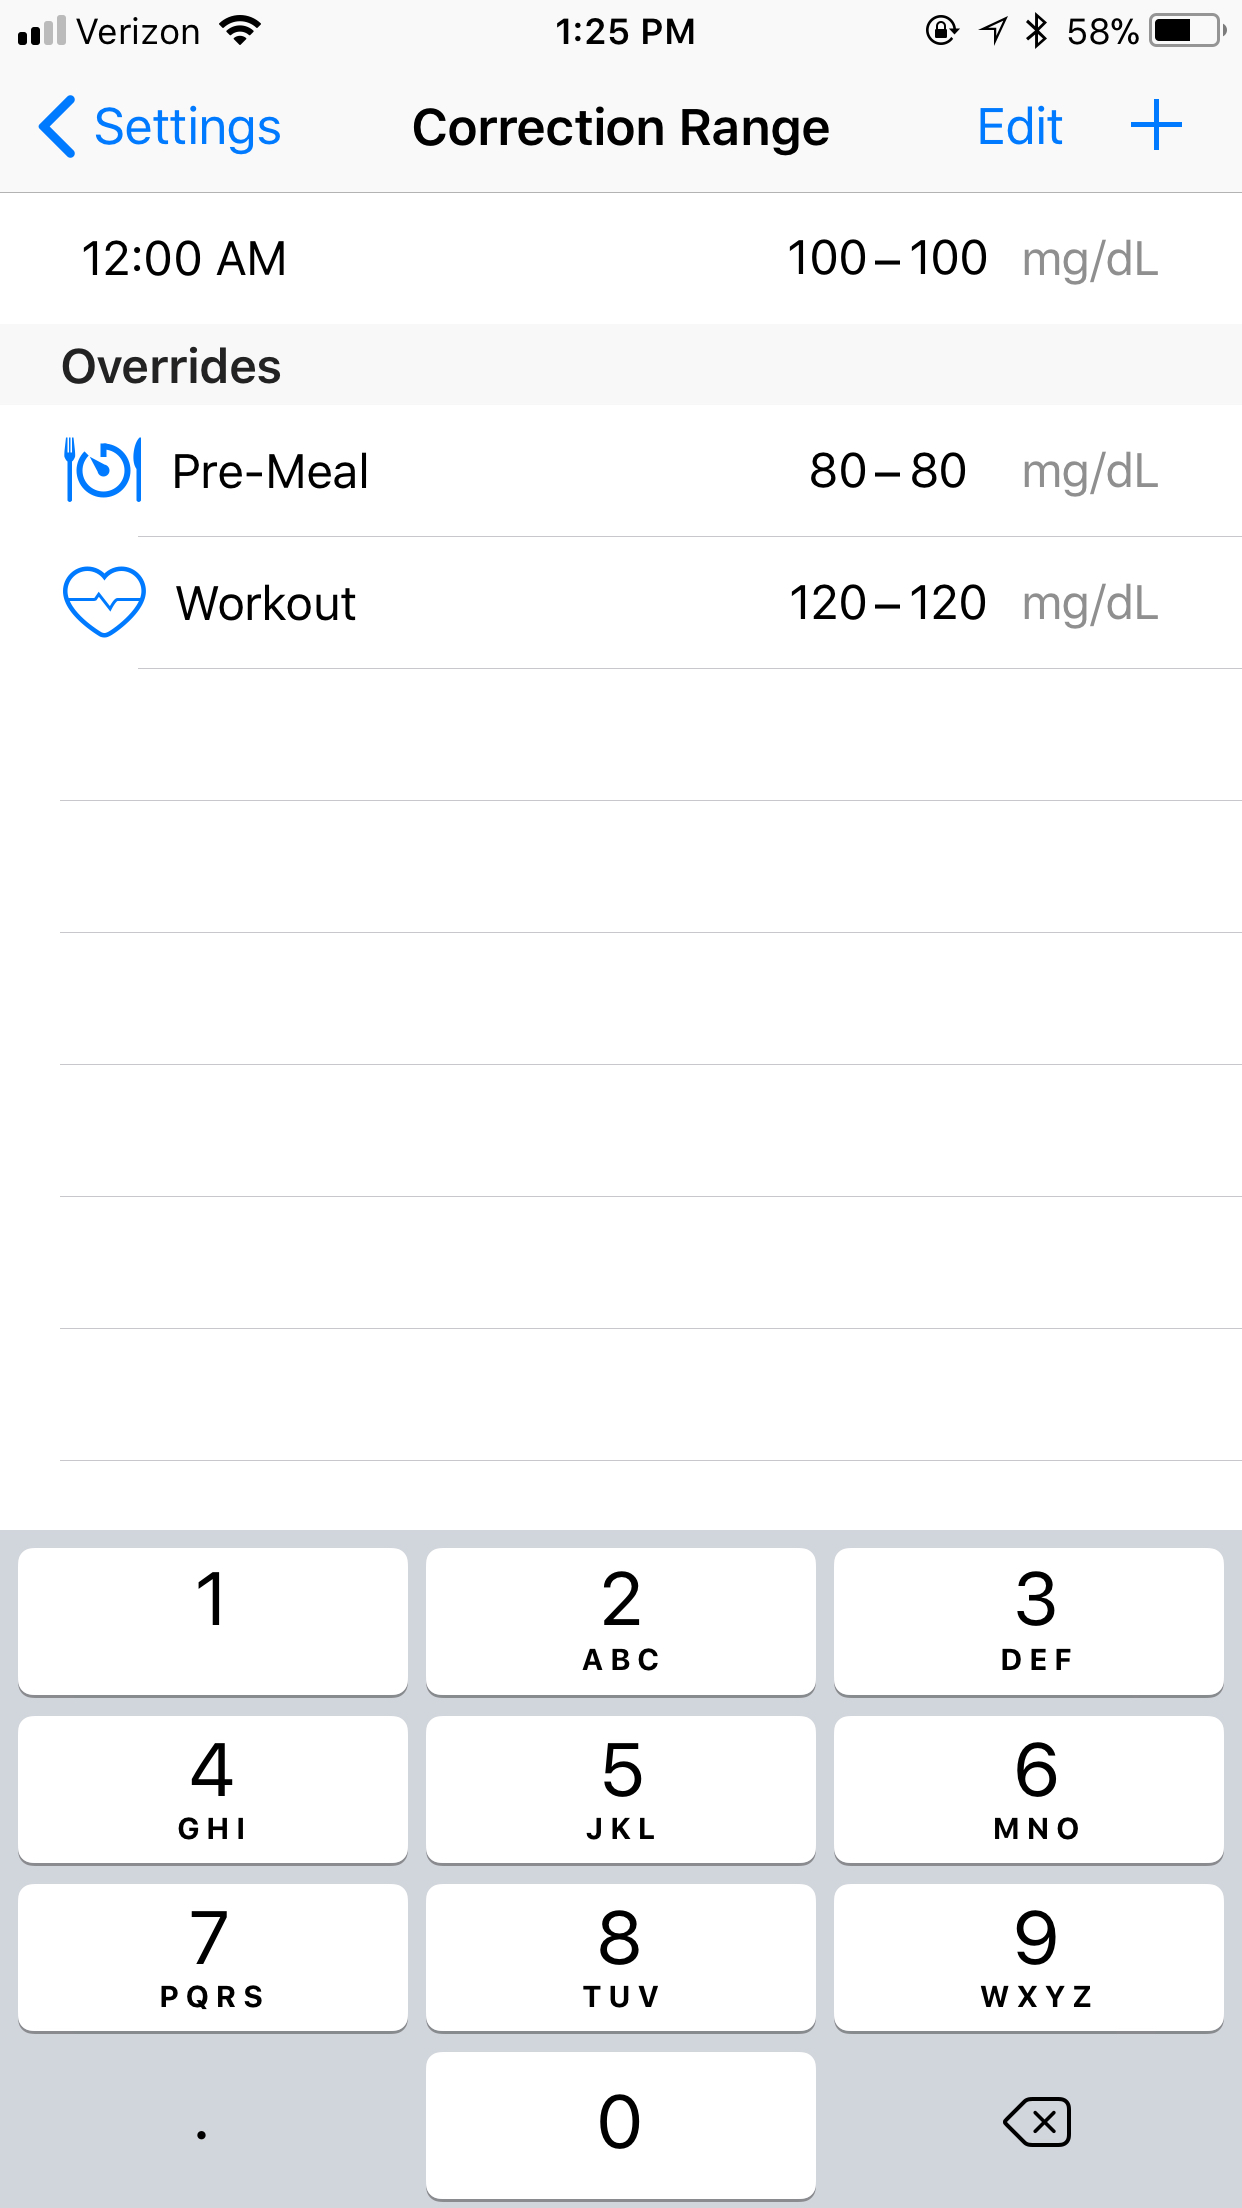 Verizon 1:25 PM 58%
Settings Correction Range Edit +
12:00 AM 100 – 100 mg/dL
Overrides
Pre-Meal 80 – 80 mg/dL
Workout 120 – 120 mg/dL
1 2 3
ABC DEF
4 5 6
GHI JKL MNO
7 8 9
PQRS TUV WXYZ
. 0